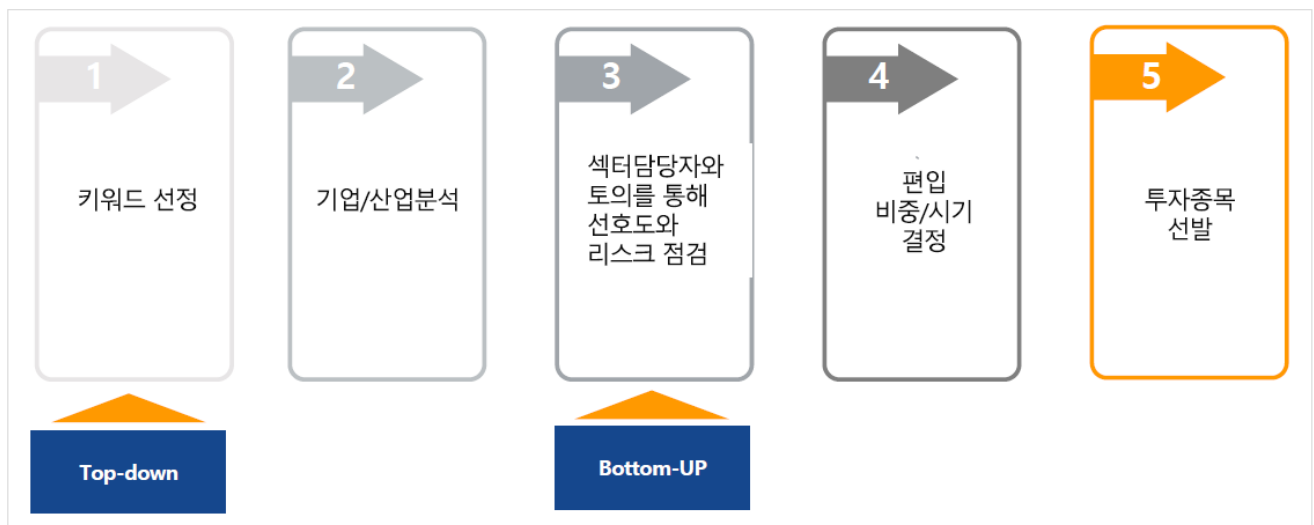 1
키워드 선정
2
기업/산업분석
3
섹터담당자와
토의를 통해
선호도와
리스크 점검
4
편입
비중/시기
결정
5
투자종목
선발
Top-down
Bottom-UP